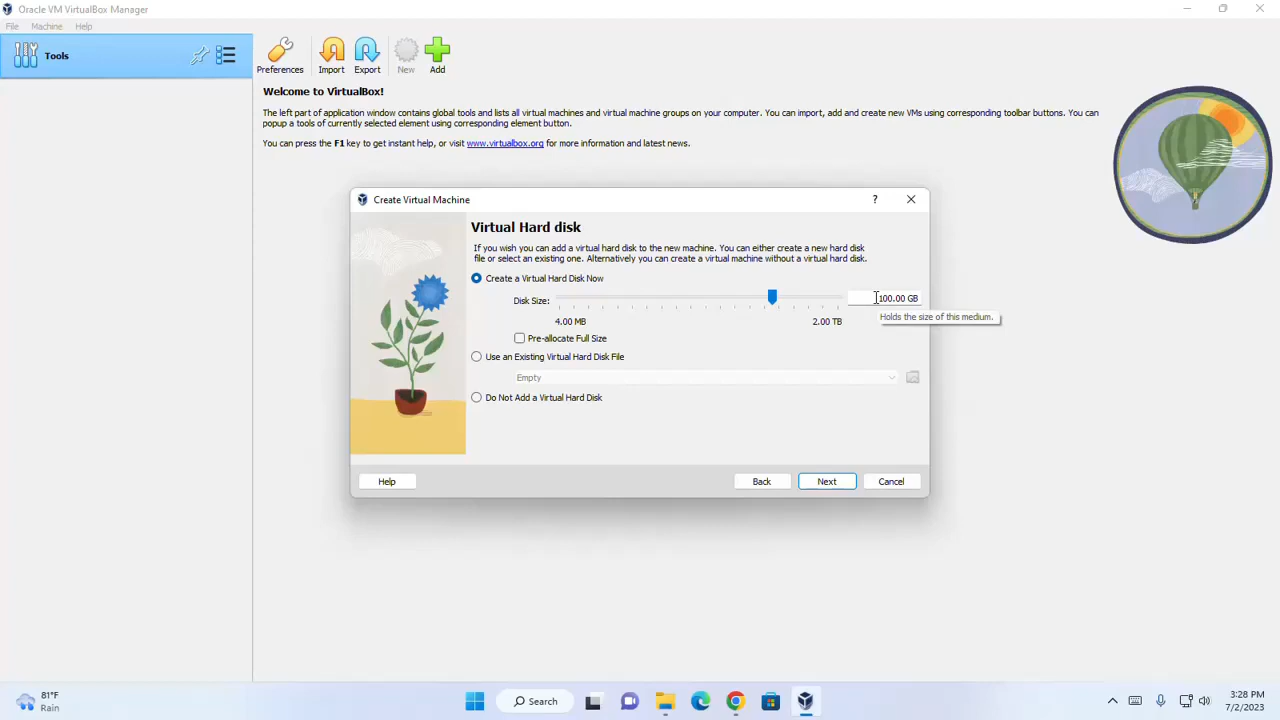 Oracle VM VirtualBox Manager
File Machine Help
Tools
Preferences Import Export New Add
Welcome to VirtualBox!
The left part of application window contains global tools and lists all virtual machines and virtual machine groups on your computer. You can import, add and create new VMs using corresponding toolbar buttons. You can
popup a tools of currently selected element using corresponding element button.
You can press the F1 key to get instant help, or visit www.virtualbox.org for more information and latest news.
Create Virtual Machine
?
Virtual Hard disk
If you wish you can add a virtual hard disk to the new machine. You can either create a new hard disk
file or select an existing one. Alternatively you can create a virtual machine without a virtual hard disk.
Create a Virtual Hard Disk Now
Disk Size: 100.00 GB
Holds the size of this medium.
4.00 MB 2.00 TB
Pre-allocate Full Size
Use an Existing Virtual Hard Disk File
Empty
Do Not Add a Virtual Hard Disk
Help Back Next Cancel
81°F
Rain
Search
3:28 PM
7/2/2023